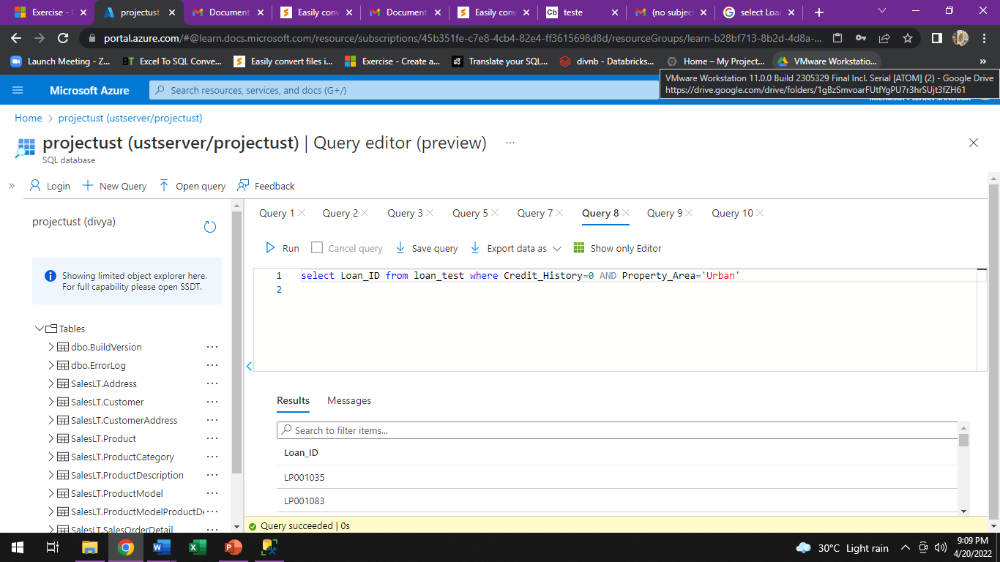 Exercise - C
projectust
Document
Easily conv
Document
Easily conv
Cb teste
(no subjec
select Loan
portal.azure.com/#@learn.docs.microsoft.com/resource/subscriptions/45b351fe-c7e8-4cb4-82e4-ff3615698d8d/resourceGroups/learn-b28bf713-8b2d-4d8a-...
Launch Meeting - Z...
BT Excel To SQL Conve...
Easily convert files i...
Exercise - Create a...
Translate your SQL...
divnb - Databricks...
Home – My Project...
VMware Workstatio...
»
VMware Workstation 11.0.0 Build 2305329 Final Incl. Serial [ATOM] (2) - Google Drive
https://drive.google.com/drive/folders/1gBzSmvoarFUtfYgPU7r3hrSUjt3fZH61
Microsoft Azure
Search resources, services, and docs (G+/)
MICROSOFT LEARN SANDBOX
Home > projectust (ustserver/projectust)
projectust (ustserver/projectust) | Query editor (preview) ...
SQL database
» Login
New Query
Open query
Feedback
projectust (divya)
Showing limited object explorer here.
For full capability please open SSDT.
Tables
dbo.BuildVersion ...
dbo.ErrorLog ...
SalesLT.Address ...
SalesLT.Customer ...
SalesLT.CustomerAddress ...
SalesLT.Product ...
SalesLT.ProductCategory ...
SalesLT.ProductDescription ...
SalesLT.ProductModel ...
SalesLT.ProductModelProductDe...
SalesLT.SalesOrderDetail ...
Query 1
Query 2
Query 3
Query 5
Query 7
Query 8
Query 9
Query 10
Run
Cancel query
Save query
Export data as
Show only Editor
1 select Loan_ID from loan_test where Credit_History=0 AND Property_Area='Urban'
2
Results
Messages
Search to filter items...
Loan_ID
LP001035
LP001083
Query succeeded | 0s
30°C Light rain
9:09 PM
4/20/2022